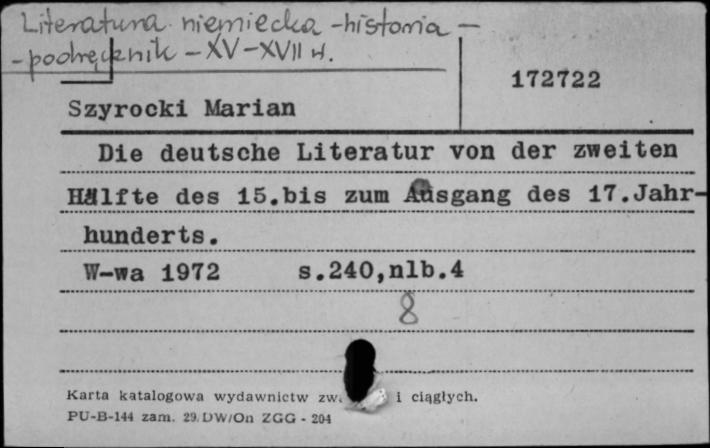 Literatura niemiecka - historia -
- podręcznik - XV - XVII w.
172722
Szyrocki Marian
Die deutsche Literatur von der zweiten
Hälfte des 15.bis zum Ausgang des 17.Jahr-
hunderts.
W-wa 1972 s.240,nlb.4
8
Karta katalogowa wydawnictw i ciągłych.
PU-B-144 zam. 29/DW/On ZGG - 204